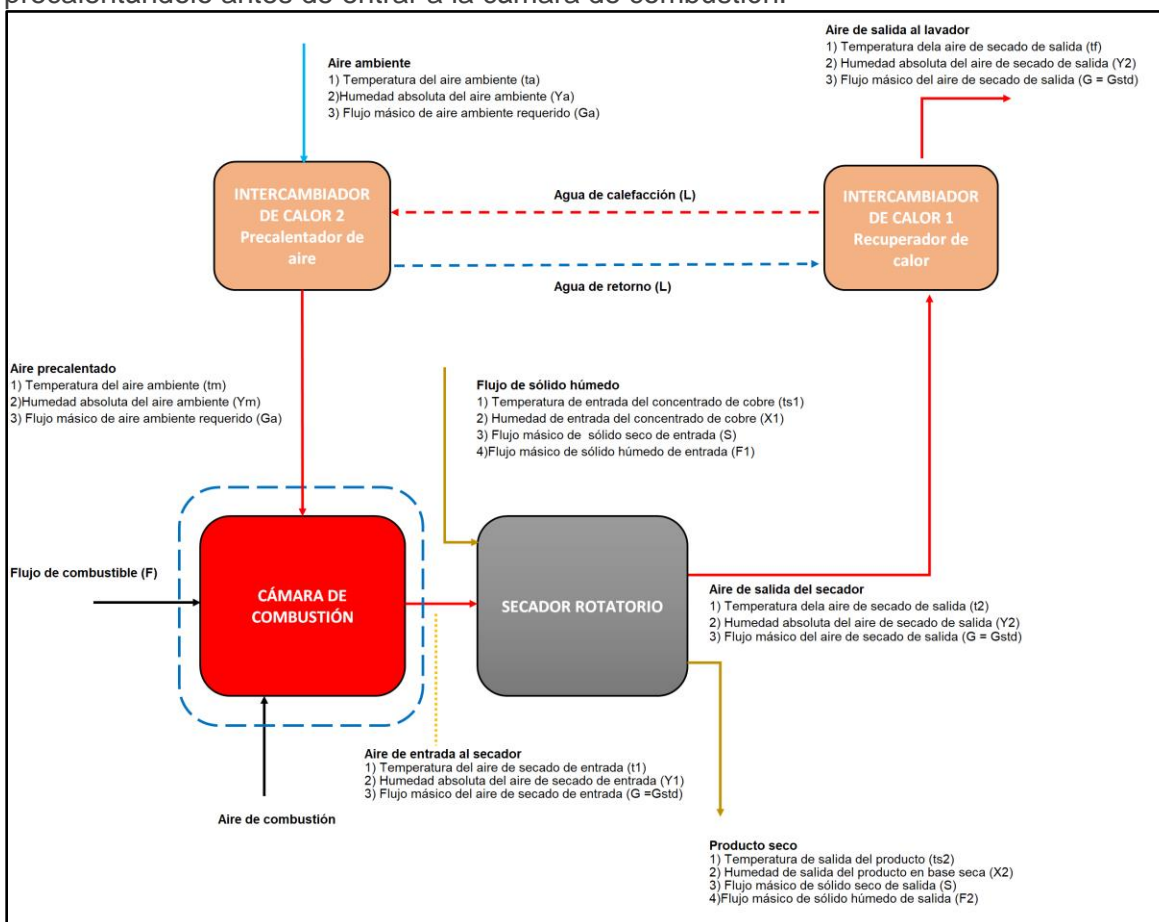 precalentándolo antes de entrar a la cámara de combustión.
Aire de salida al lavador
1) Temperatura dela aire de secado de salida (tf)
2) Humedad absoluta del aire de secado de salida (Y2)
3) Flujo másico del aire de secado de salida (G = Gstd)
Aire ambiente
1) Temperatura del aire ambiente (ta)
2)Humedad absoluta del aire ambiente (Ya)
3) Flujo másico de aire ambiente requerido (Ga)
INTERCAMBIADOR
DE CALOR 2
Precalentador de
aire
Agua de calefacción (L)
Agua de retorno (L)
INTERCAMBIADOR
DE CALOR 1
Recuperador de
calor
Aire precalentado
1) Temperatura del aire ambiente (tm)
2)Humedad absoluta del aire ambiente (Ym)
3) Flujo másico de aire ambiente requerido (Ga)
Flujo de sólido húmedo
1) Temperatura de entrada del concentrado de cobre (ts1)
2) Humedad de entrada del concentrado de cobre (X1)
3) Flujo másico de sólido seco de entrada (S)
4)Flujo másico de sólido húmedo de entrada (F1)
Flujo de combustible (F)
CÁMARA DE
COMBUSTIÓN
SECADOR ROTATORIO
Aire de salida del secador
1) Temperatura dela aire de secado de salida (t2)
2) Humedad absoluta del aire de secado de salida (Y2)
3) Flujo másico del aire de secado de salida (G = Gstd)
Aire de entrada al secador
1) Temperatura del aire de secado de entrada (t1)
2) Humedad absoluta del aire de secado de entrada (Y1)
3) Flujo másico del aire de secado de entrada (G =Gstd)
Aire de combustión
Producto seco
1) Temperatura de salida del producto (ts2)
2) Humedad de salida del producto en base seca (X2)
3) Flujo másico de sólido seco de salida (S)
4)Flujo másico de sólido húmedo de salida (F2)